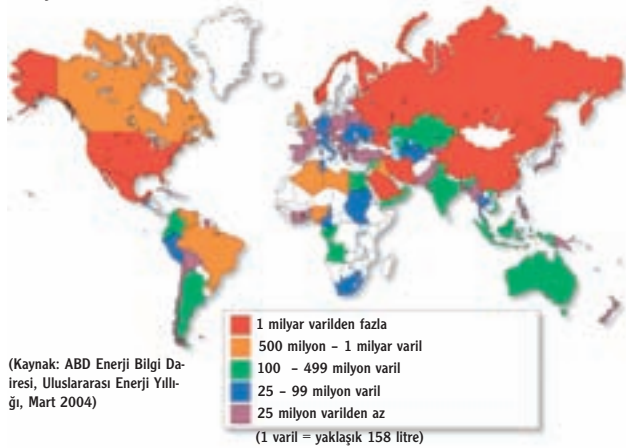 1 milyar varilden fazla
500 milyon – 1 milyar varil
100 – 499 milyon varil
25 – 99 milyon varil
25 milyon varilden az
(1 varil = yaklaşık 158 litre)
(Kaynak: ABD Enerji Bilgi Da-
iresi, Uluslararası Enerji Yıllı-
ğı, Mart 2004)